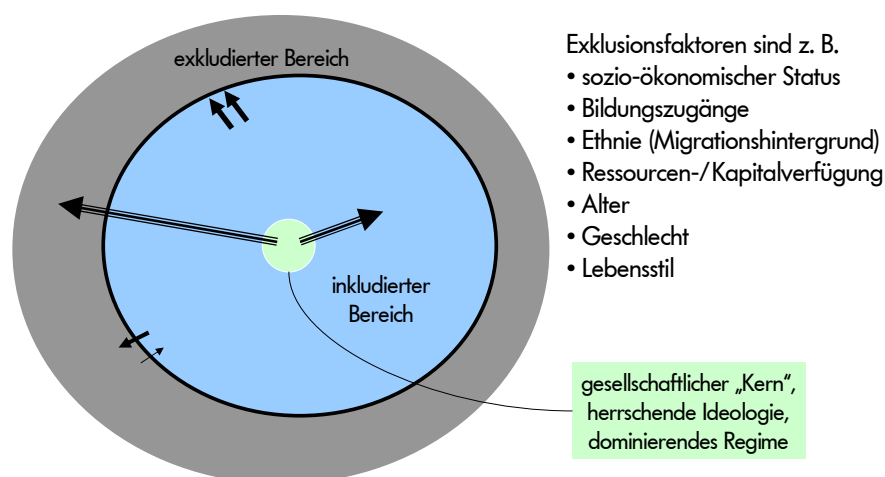 exkludierter Bereich
inkludierter
Bereich
Exklusionsfaktoren sind z. B.
• sozio-ökonomischer Status
• Bildungszugänge
• Ethnie (Migrationshintergrund)
• Ressourcen-/Kapitalverfügung
• Alter
• Geschlecht
• Lebensstil
gesellschaftlicher „Kern“,
herrschende Ideologie,
dominierendes Regime